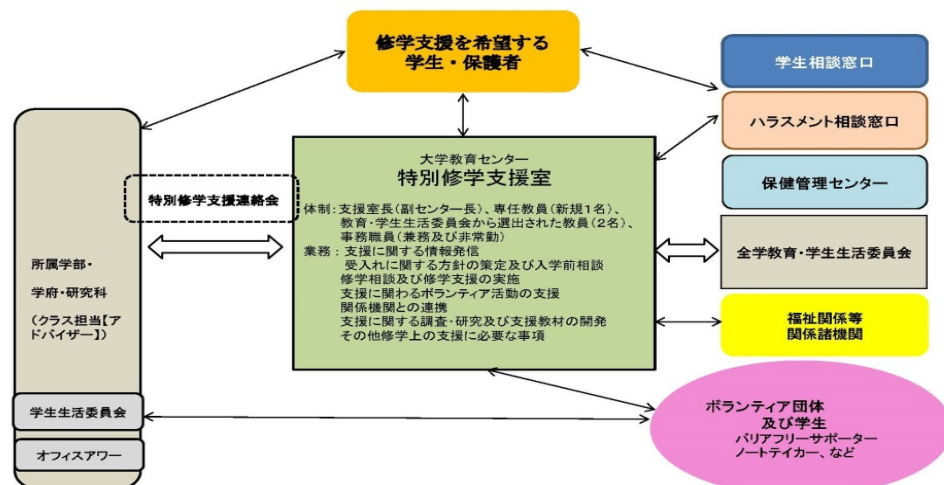 修学支援を希望する
学生・保護者
学生相談窓口
ハラスメント相談窓口
保健管理センター
全学教育・学生生活委員会
福祉関係等
関係諸機関
特別修学支援連絡会
所属学部・
学府・研究科
(クラス担当【ア
ドバイザー】)
学生生活委員会
オフィスアワー
大学教育センター
特別修学支援室
体制:支援室長(副センター長)、専任教員(新規1名)、
教育・学生生活委員会から選出された教員(2名)、
事務職員(兼務及び非常勤)
業務:支援に関する情報発信
受入れに関する方針の策定及び入学前相談
修学相談及び修学支援の実施
支援に関わるボランティア活動の支援
関係機関との連携
支援に関する調査・研究及び支援教材の開発
その他修学上の支援に必要な事項
ボランティア団体
及び学生
バリアフリーサポーター
ノートテイカー、など